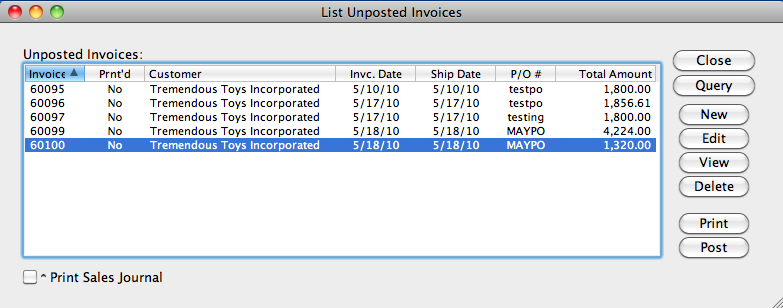 List Unposted Invoices
Unposted Invoices:
Invoice Prnt'd Customer Invc. Date Ship Date P/O # Total Amount
60095 No Tremendous Toys Incorporated 5/10/10 5/10/10 testpo 1,800.00
60096 No Tremendous Toys Incorporated 5/17/10 5/17/10 testpo 1,856.61
60097 No Tremendous Toys Incorporated 5/17/10 5/17/10 testing 1,800.00
60099 No Tremendous Toys Incorporated 5/18/10 5/18/10 MAYPO 4,224.00
60100 No Tremendous Toys Incorporated 5/18/10 5/18/10 MAYPO 1,320.00
Close
Query
New
Edit
View
Delete
Print
Post
^ Print Sales Journal